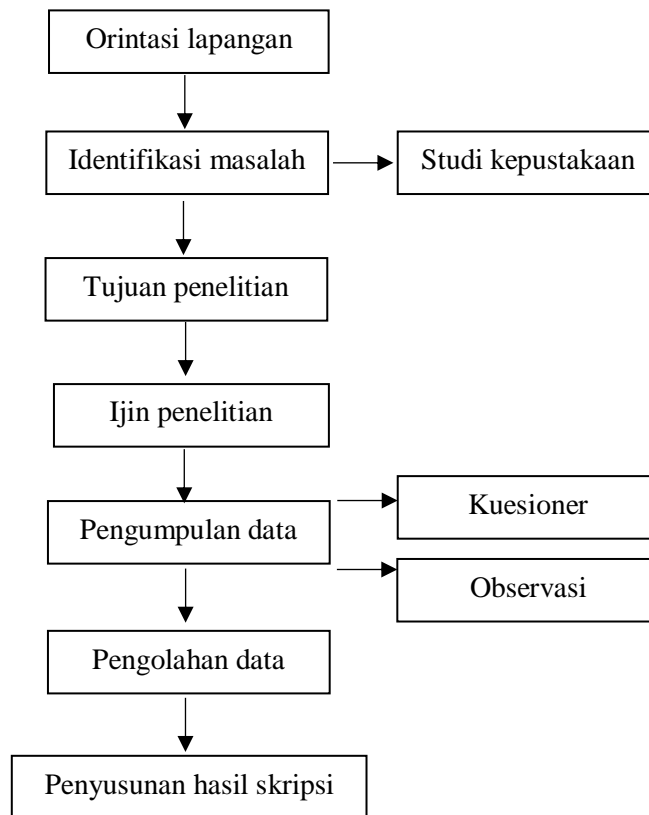 Orintasi lapangan
Identifikasi masalah
Studi kepustakaan
Tujuan penelitian
Ijin penelitian
Pengumpulan data
Kuesioner
Observasi
Pengolahan data
Penyusunan hasil skripsi